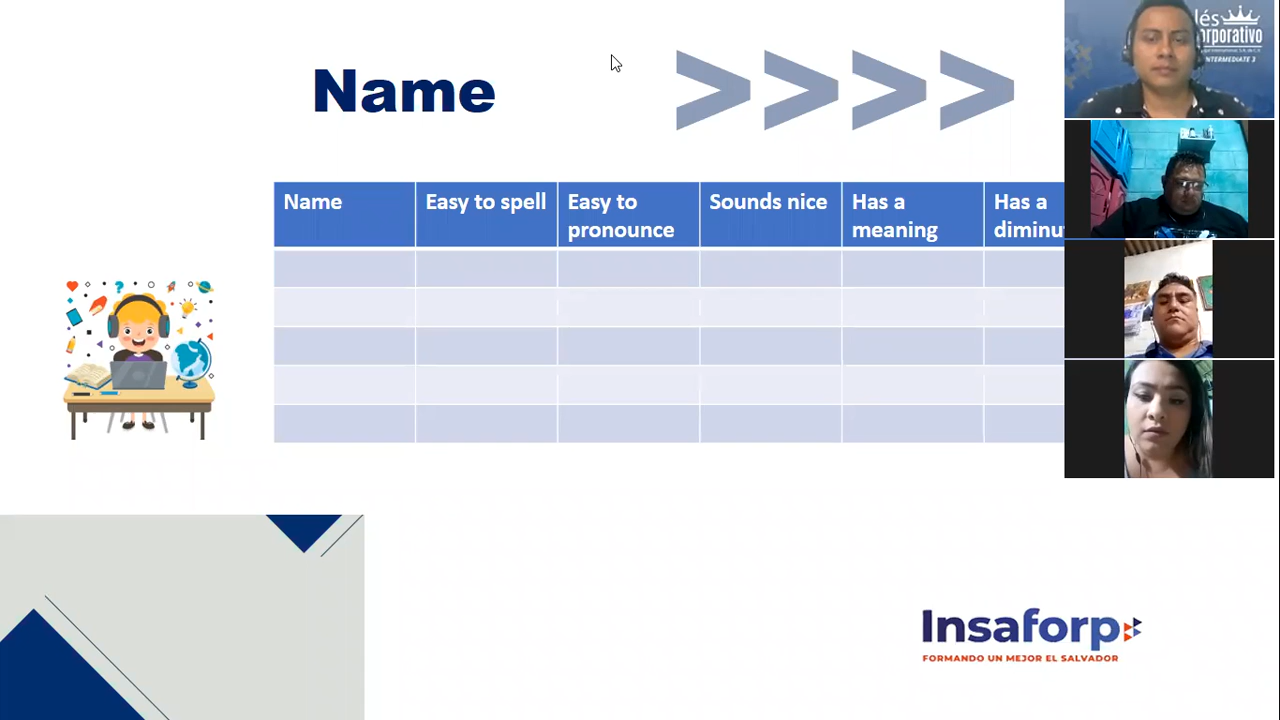 Name
Name
Easy to spell
Easy to
pronounce
Sounds nice
Has a
meaning
Has a
Insaforp
FORMANDO UN MEJOR EL SALVADOR
INTERMEDIATE 3